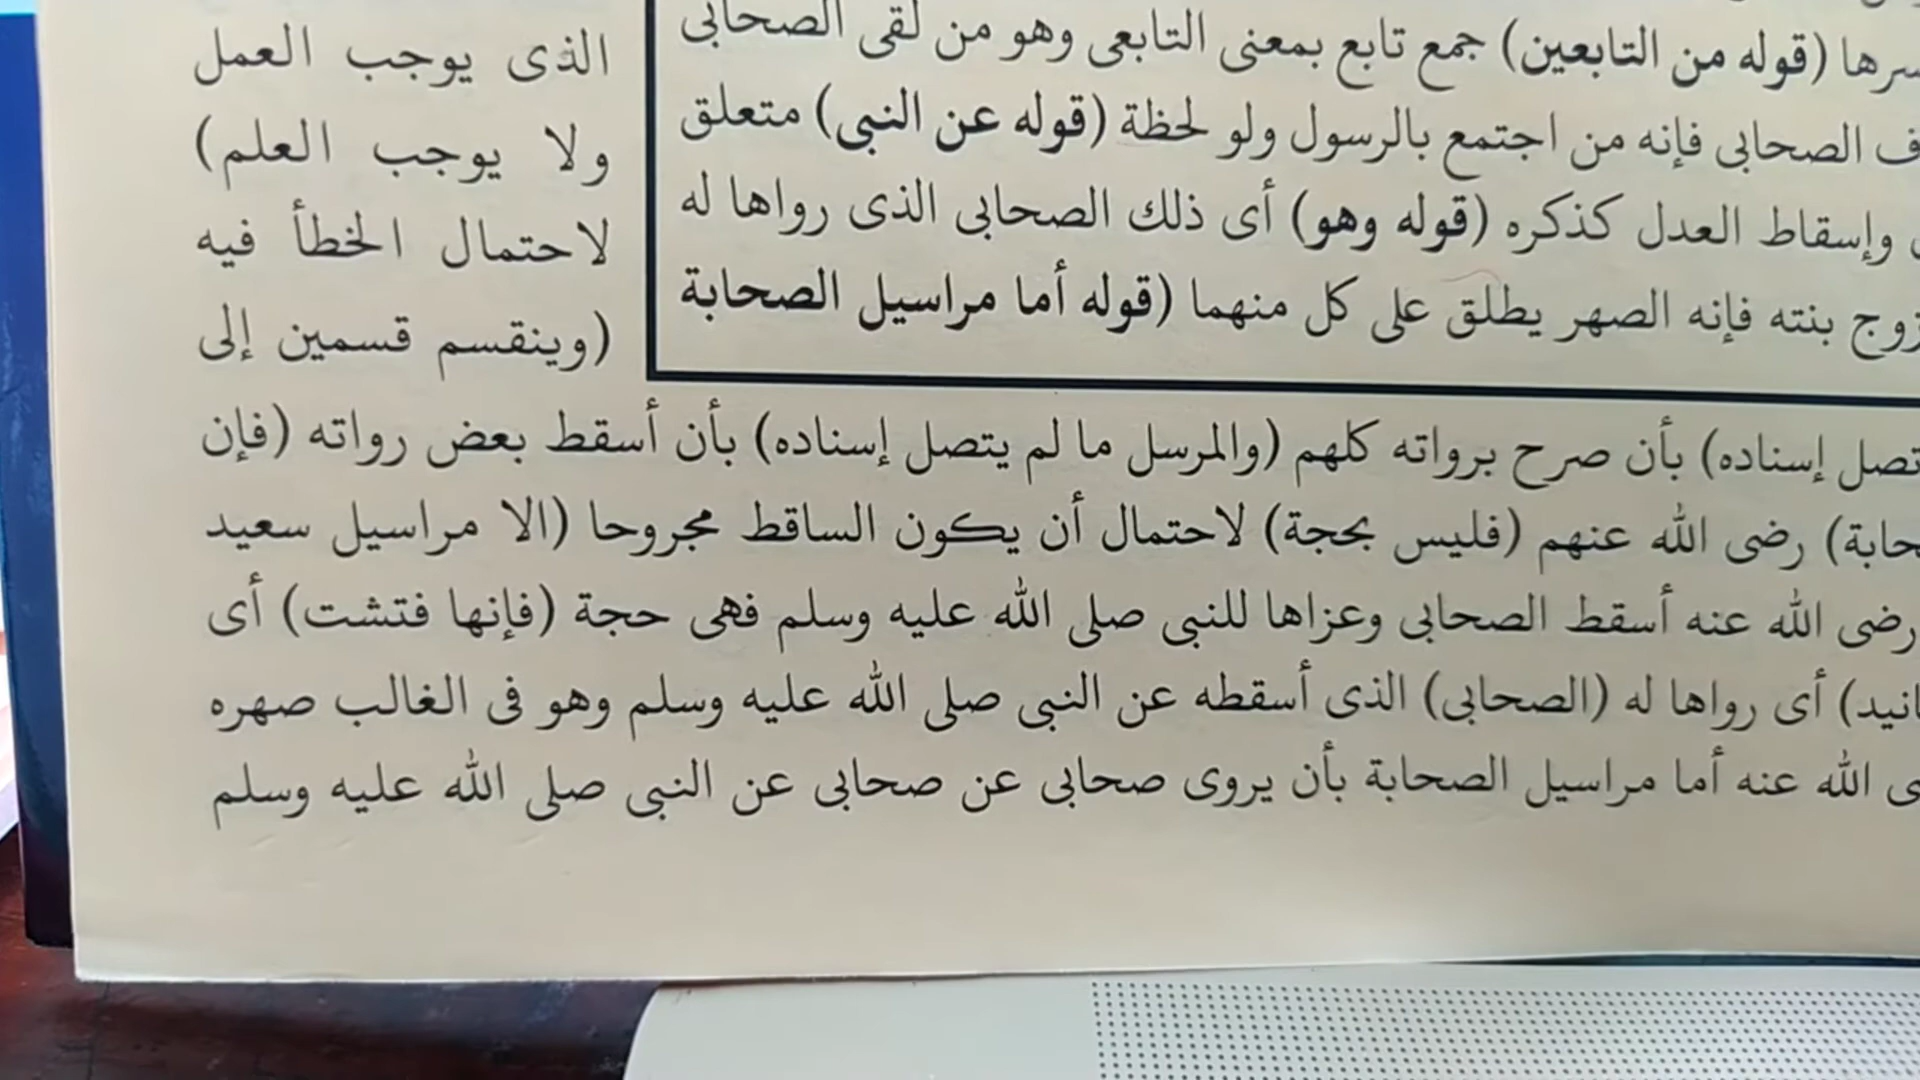 (قوله من التابعين) جمع تابع بمعنى التابعى وهو من لقى الصحابى
الصحابى فإنه من اجتمع بالرسول ولو لحظة (قوله عن النبى) متعلق
وإسقاط العدل كذكره (قوله وهو) أى ذلك الصحابى الذى رواها له
زوج بنته فإنه الصهر يطلق على كل منهما (قوله أما مراسيل الصحابة
الذى يوجب العمل
ولا يوجب العلم)
لاحتمال الخطأ فيه
(وينقسم قسمين إلى
إسناده) بأن صرح برواته كلهم (والمرسل ما لم يتصل إسناده) بأن أسقط بعض رواته (فإن
رضى الله عنهم (فليس بحجة) لاحتمال أن يكون الساقط مجروحا (الا مراسيل سعيد
رضى الله عنه أسقط الصحابى وعزاها للنبى صلى الله عليه وسلم فهى حجة (فإنها فتشت) أى
أى رواها له (الصحابى) الذى أسقطه عن النبى صلى الله عليه وسلم وهو فى الغالب صهره
الله عنه أما مراسيل الصحابة بأن يروى صحابى عن صحابى عن النبى صلى الله عليه وسلم